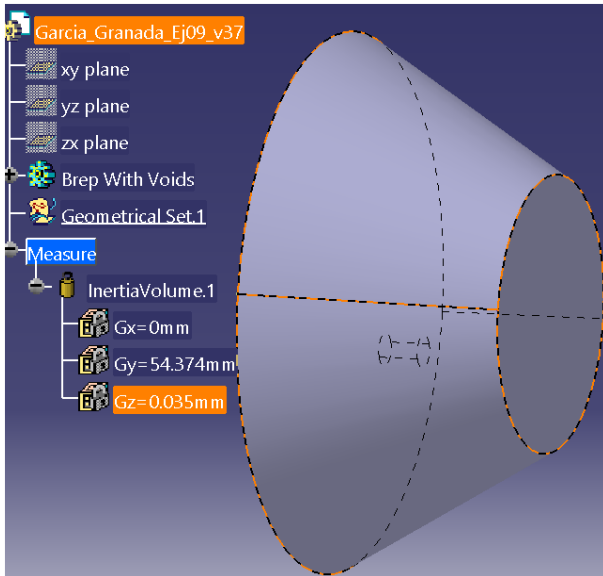 Garcia_Granada_Ej09_v37
xy plane
yz plane
zx plane
Brep With Voids
Geometrical Set.1
Measure
InertiaVolume.1
Gx=0mm
Gy=54.374mm
Gz=0.035mm